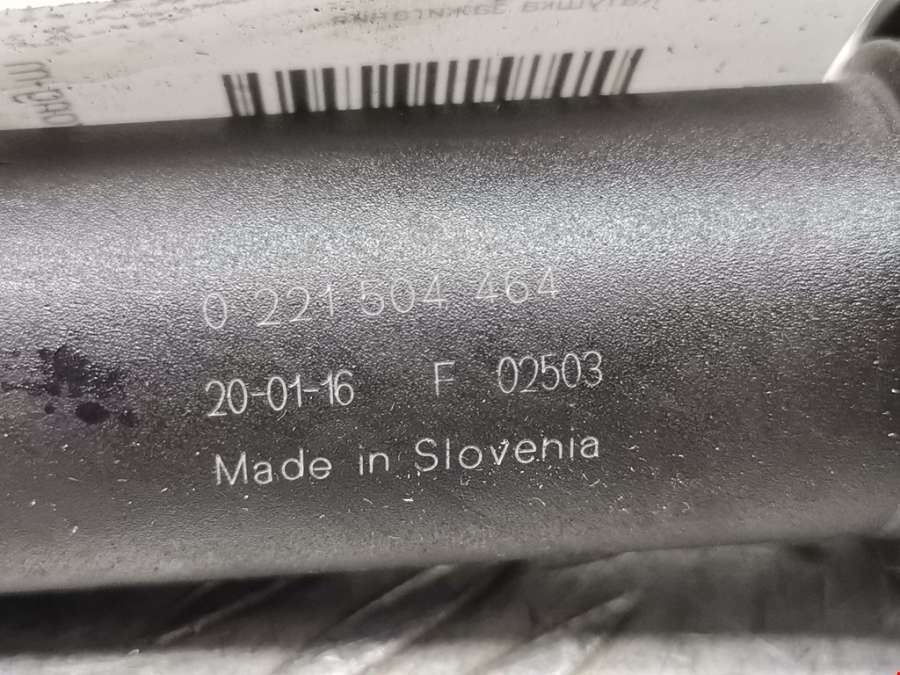 0 221 504 464
20-01-16 F 02503
Made in Slovenia